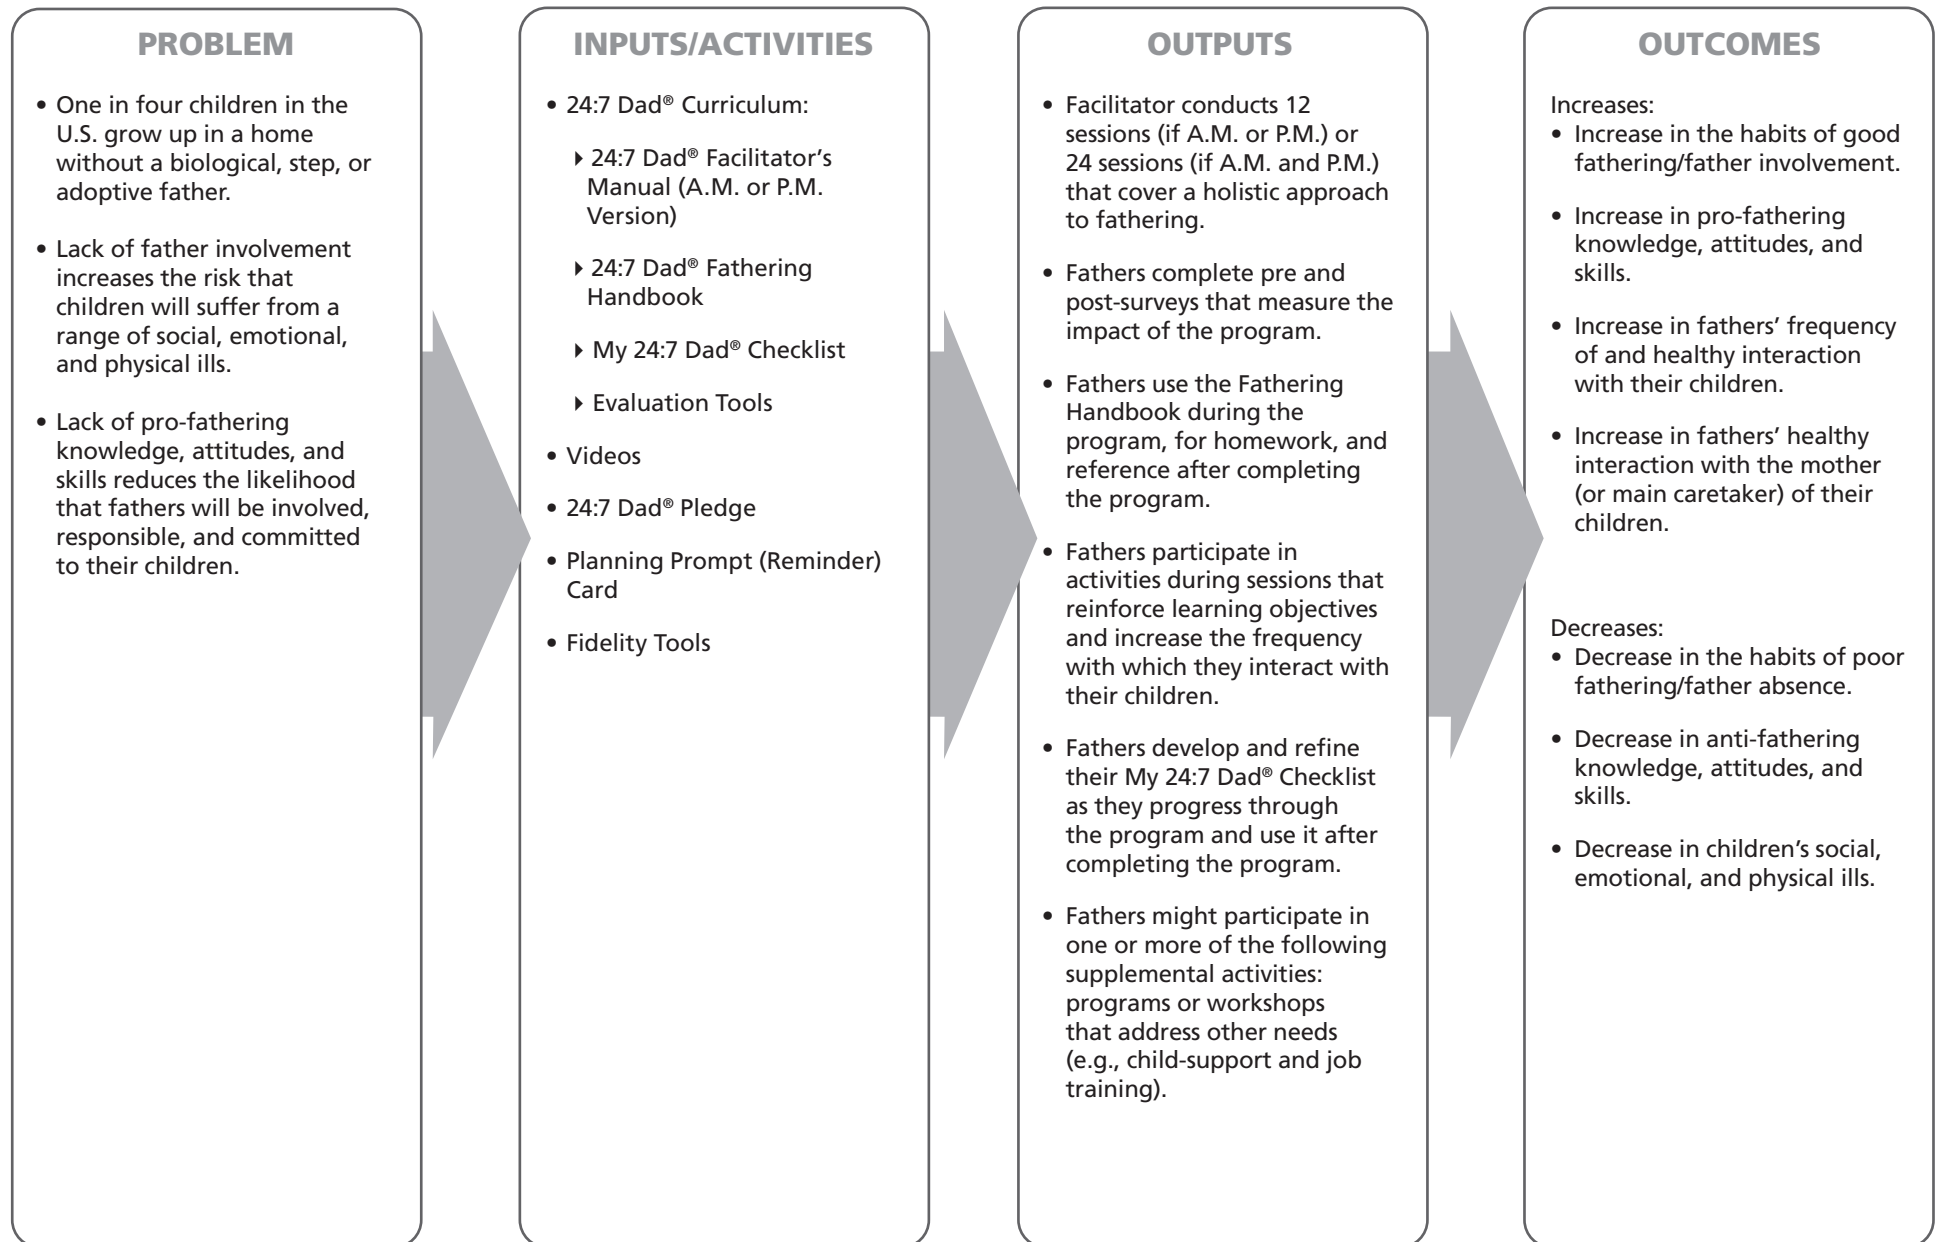 PROBLEM
• One in four children in the
U.S. grow up in a home
without a biological, step, or
adoptive father.
• Lack of father involvement
increases the risk that
children will suffer from a
range of social, emotional,
and physical ills.
• Lack of pro-fathering
knowledge, attitudes, and
skills reduces the likelihood
that fathers will be involved,
responsible, and committed
to their children.
INPUTS/ACTIVITIES
• 24:7 Dad® Curriculum:
24:7 Dad® Facilitator’s
Manual (A.M. or P.M.
Version)
24:7 Dad® Fathering
Handbook
My 24:7 Dad® Checklist
Evaluation Tools
• Videos
• 24:7 Dad® Pledge
• Planning Prompt (Reminder)
Card
• Fidelity Tools
OUTPUTS
• Facilitator conducts 12
sessions (if A.M. or P.M.) or
24 sessions (if A.M. and P.M.)
that cover a holistic approach
to fathering.
• Fathers complete pre and
post-surveys that measure the
impact of the program.
• Fathers use the Fathering
Handbook during the
program, for homework, and
reference after completing
the program.
• Fathers participate in
activities during sessions that
reinforce learning objectives
and increase the frequency
with which they interact with
their children.
• Fathers develop and refine
their My 24:7 Dad® Checklist
as they progress through
the program and use it after
completing the program.
• Fathers might participate in
one or more of the following
supplemental activities:
programs or workshops
that address other needs
(e.g., child-support and job
training).
OUTCOMES
Increases:
• Increase in the habits of good
fathering/father involvement.
• Increase in pro-fathering
knowledge, attitudes, and
skills.
• Increase in fathers’ frequency
of and healthy interaction
with their children.
• Increase in fathers’ healthy
interaction with the mother
(or main caretaker) of their
children.
Decreases:
• Decrease in the habits of poor
fathering/father absence.
• Decrease in anti-fathering
knowledge, attitudes, and
skills.
• Decrease in children’s social,
emotional, and physical ills.